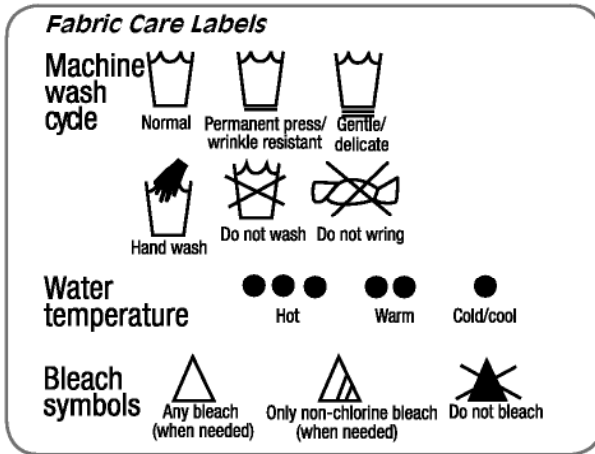 Fabric Care Labels
Machine
wash
cycle
Normal
Permanent press/
wrinkle resistant
Gentle/
delicate
Hand wash
Do not wash
Do not wring
Water
temperature
Hot
Warm
Cold/cool
Bleach
symbols
Any bleach
(when needed)
Only non-chlorine bleach
(when needed)
Do not bleach